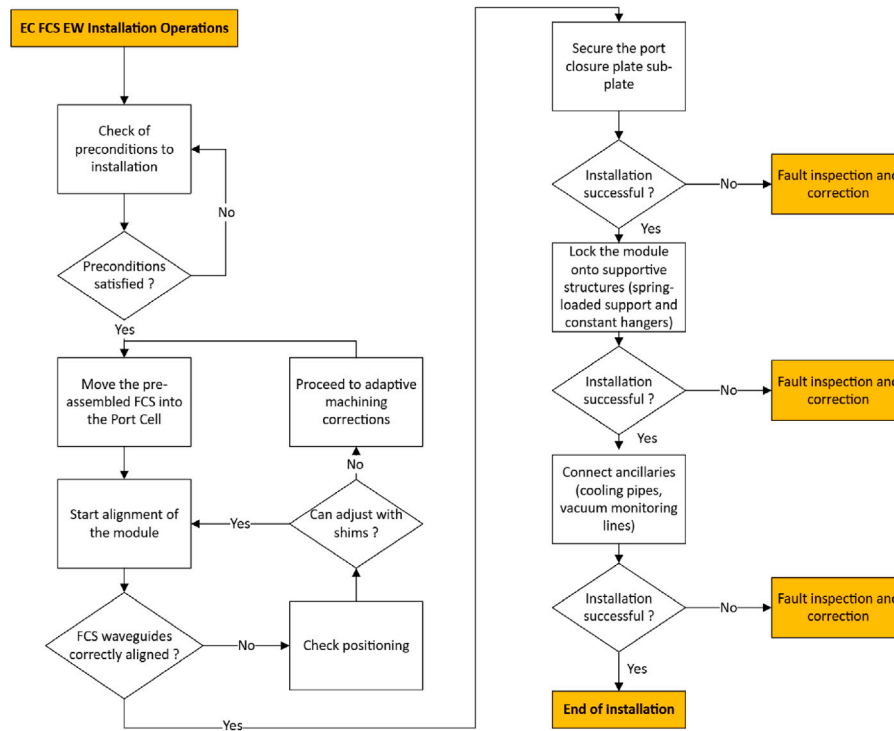 EC FCS EW Installation Operations
Check of
preconditions to
installation
No
Preconditions
satisfied ?
Yes
Move the pre-
assembled FCS into
the Port Cell
Proceed to adaptive
machining
corrections
No
Start alignment of
the module
Yes
Can adjust with
shims ?
FCS waveguides
correctly aligned ?
No
Check positioning
Yes
Secure the port
closure plate sub-
plate
Installation
successful ?
No
Fault inspection and
correction
Yes
Lock the module
onto supportive
structures (spring-
loaded support and
constant hangers)
Installation
successful ?
No
Fault inspection and
correction
Yes
Connect ancillaries
(cooling pipes,
vacuum monitoring
lines)
Installation
successful ?
No
Fault inspection and
correction
Yes
End of Installation